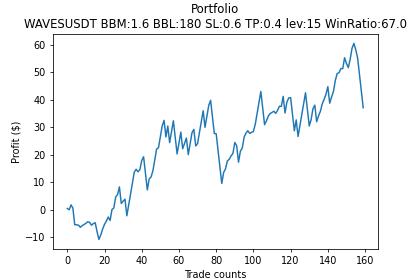 Portfolio
WAVESUSDT BBM:1.6 BBL:180 SL:0.6 TP:0.4 lev:15 WinRatio:67.0
60
50
40
30
20
10
0
−10
Profit ($)
0 20 40 60 80 100 120 140 160
Trade counts